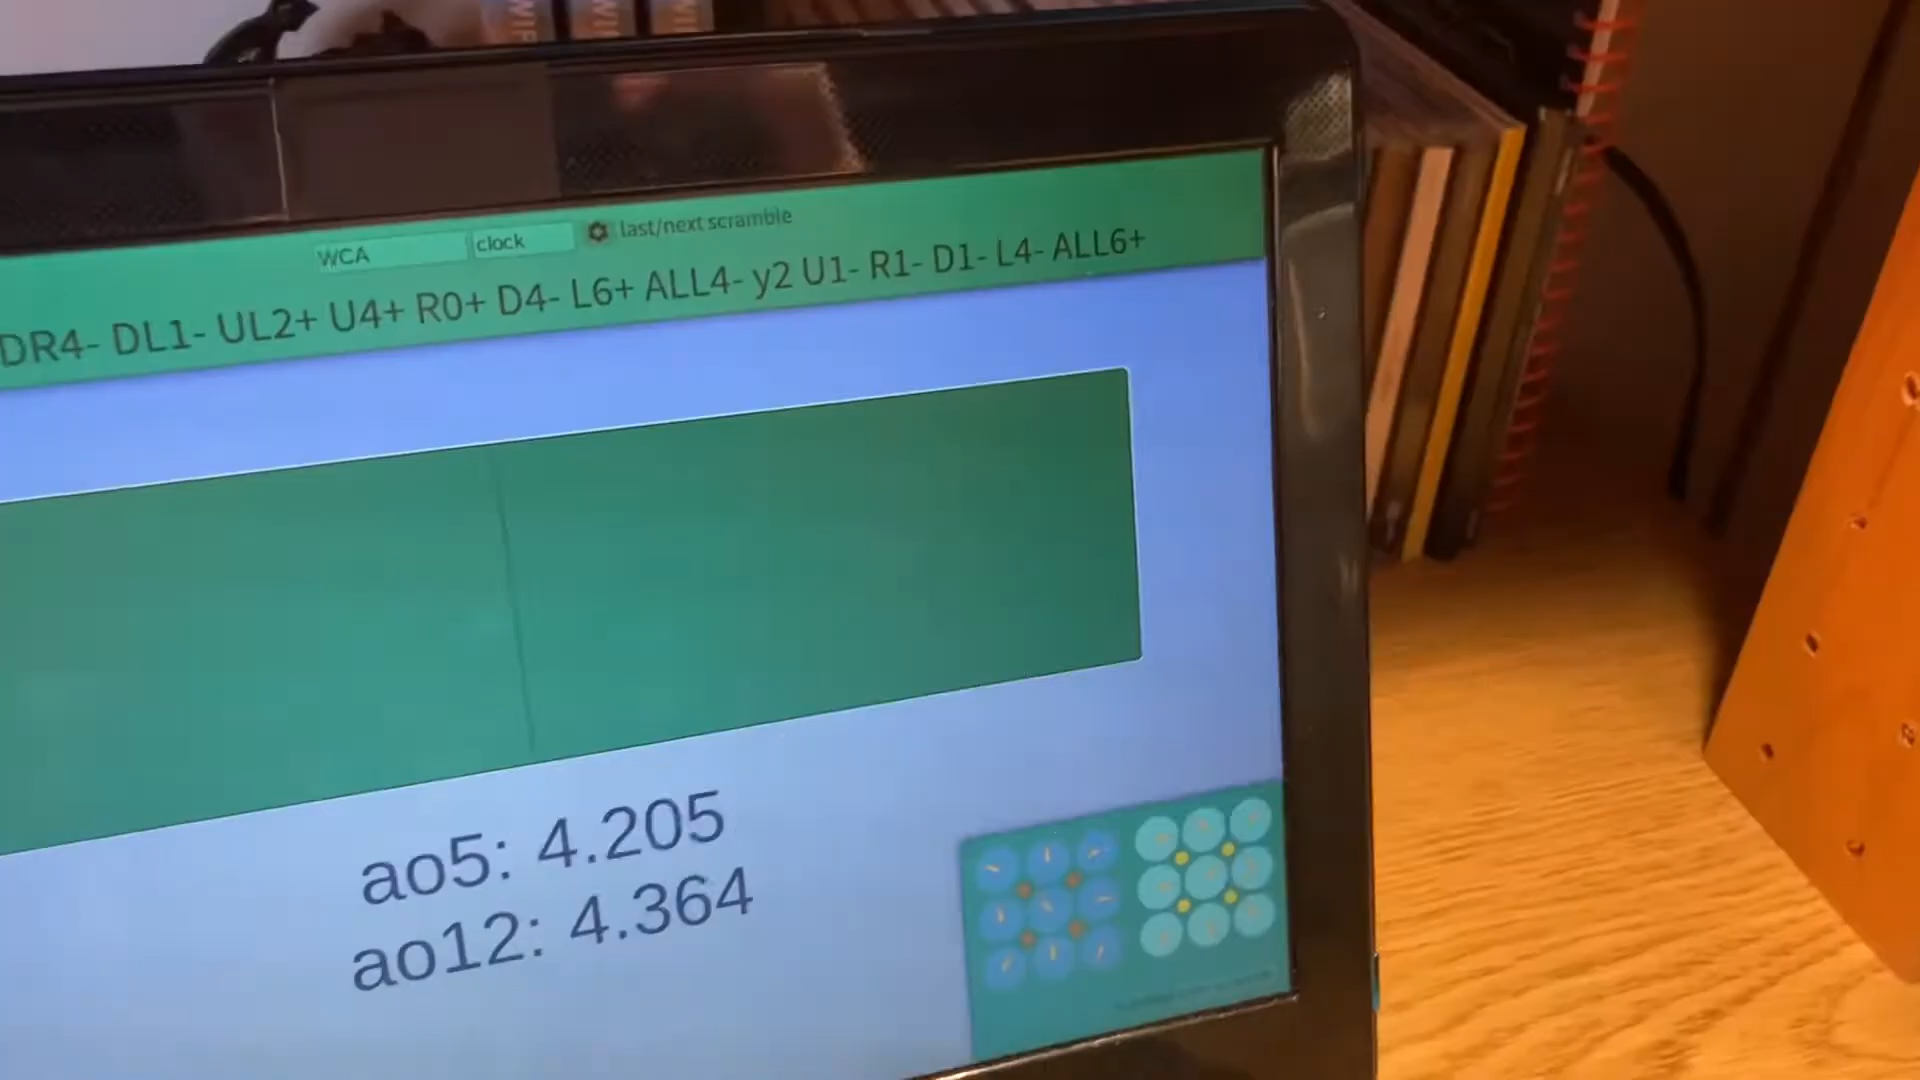 WCA clock last/next scramble
DR4- DL1- UL2+ U4+ R0+ D4- L6+ ALL4- y2 U1- R1- D1- L4- ALL6+
ao5: 4.205
ao12: 4.364